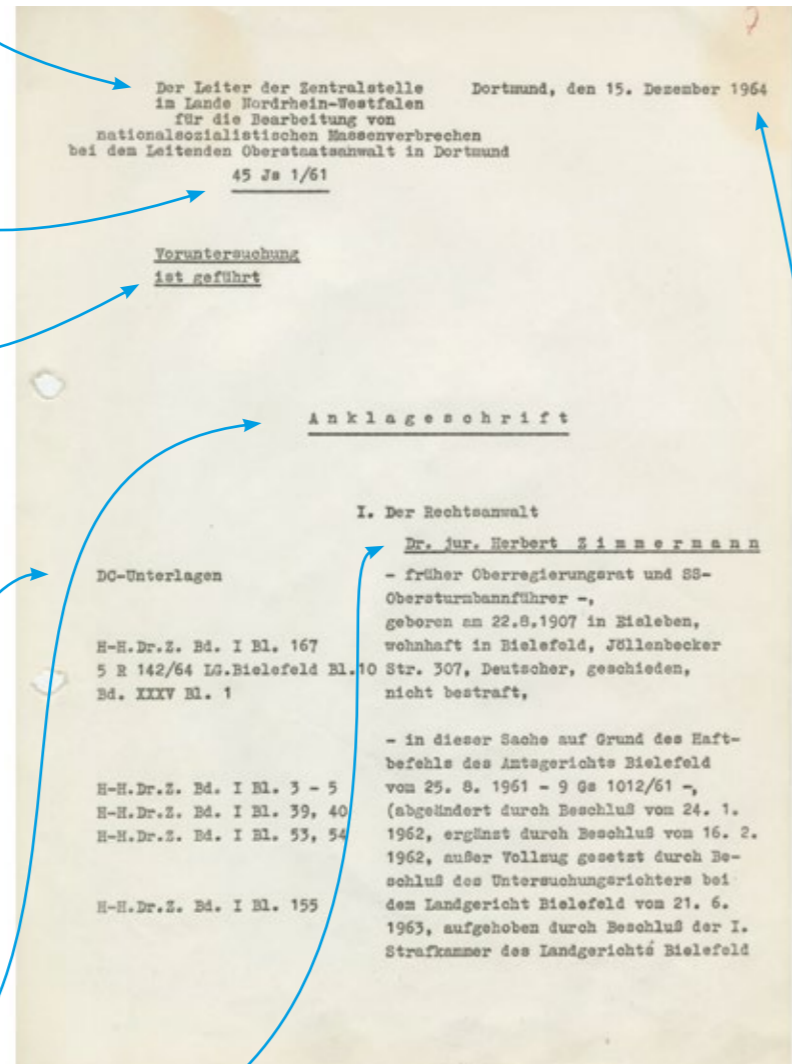 Der Leiter der Zentralstelle
im Lande Nordrhein-Westfalen
für die Bearbeitung von
nationalsozialistischen Massenverbrechen
bei dem Leitenden Oberstaatsanwalt in Dortmund
Dortmund, den 15. Dezember 1964
45 Js 1/61
Voruntersuchung
ist geführt
Anklageschrift
I. Der Rechtsanwalt
Dr. jur. Herbert Zimmermann
DC-Unterlagen
- früher Oberregierungsrat und SS-
Obersturmbannführer -,
geboren am 22.8.1907 in Eisleben,
H-H.Dr.Z. Bd. I Bl. 167 wohnhaft in Bielefeld, Jöllenbecker
5 R 142/64 LG.Bielefeld Bl.10 Str. 307, Deutscher, geschieden,
Bd. XXXV Bl. 1 nicht bestraft,
- in dieser Sache auf Grund des Haft-
befehls des Amtsgerichts Bielefeld
H-H.Dr.Z. Bd. I Bl. 3 - 5 vom 25. 8. 1961 - 9 Gs 1012/61 -,
H-H.Dr.Z. Bd. I Bl. 39, 40 (abgeändert durch Beschluß vom 24. 1.
H-H.Dr.Z. Bd. I Bl. 53, 54 1962, ergänzt durch Beschluß vom 16. 2.
1962, außer Vollzug gesetzt durch Be-
schluß des Untersuchungsrichters bei
H-H.Dr.Z. Bd. I Bl. 155 dem Landgericht Bielefeld vom 21. 6.
1963, aufgehoben durch Beschluß der I.
Strafkammer des Landgerichts Bielefeld